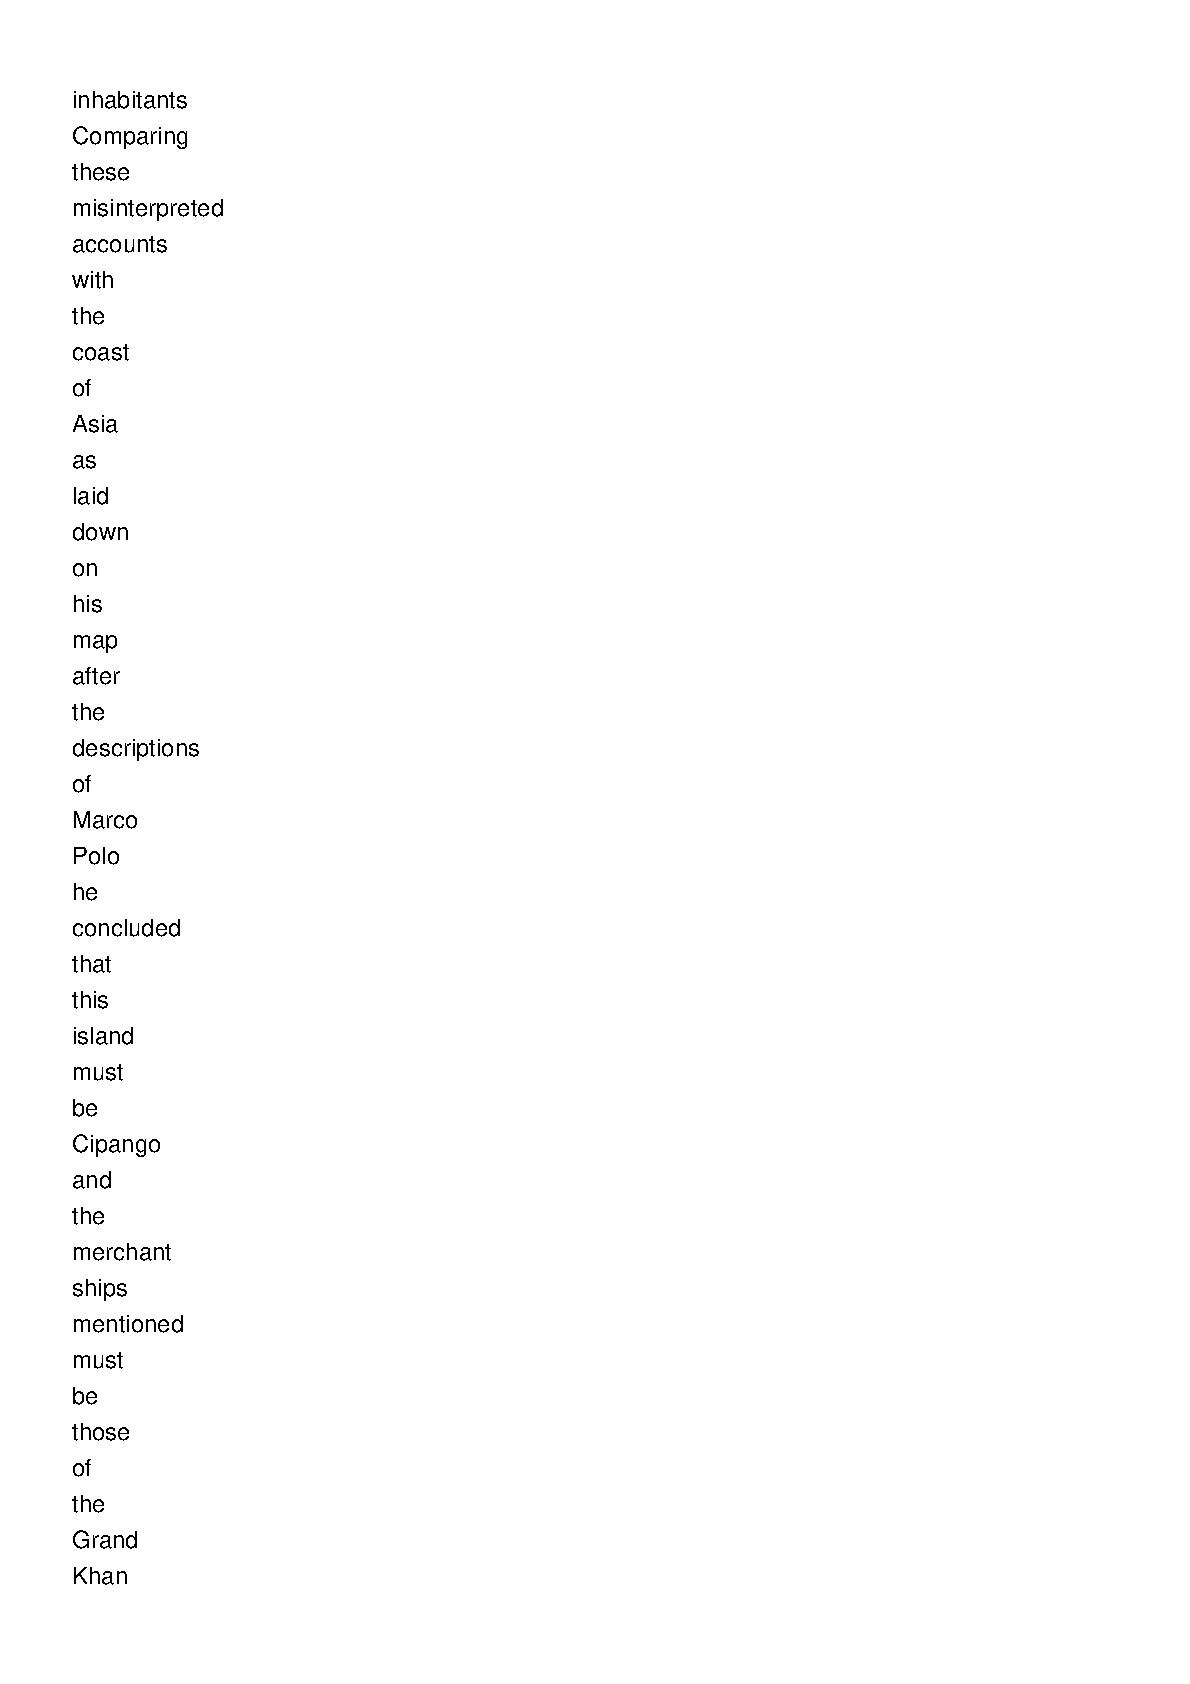 inhabitants
Comparing
these
misinterpreted
accounts
with
the
coast
of
Asia
as
laid
down
on
his
map
after
the
descriptions
of
Marco
Polo
he
concluded
that
this
island
must
be
Cipango
and
the
merchant
ships
mentioned
must
be
those
of
the
Grand
Khan